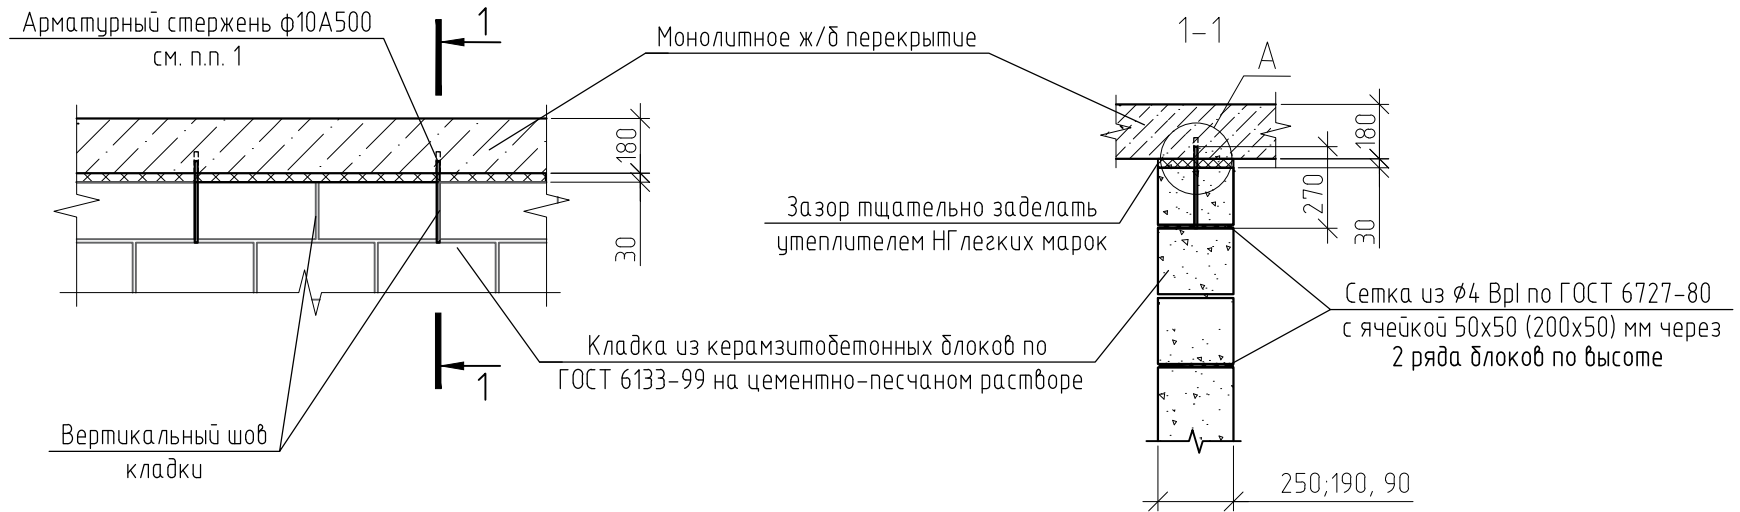 Арматурный стержень ф10А500
см. п.п. 1
1
Монолитное ж/б перекрытие
1-1
А
180
30
180
270
30
Зазор тщательно заделать
утеплителем НГлегких марок
Сетка из Ø4 BpI по ГОСТ 6727-80
с ячейкой 50х50 (200х50) мм через
2 ряда блоков по высоте
Кладка из керамзитобетонных блоков по
ГОСТ 6133-99 на цементно-песчаном растворе
1
Вертикальный шов
кладки
250;190, 90